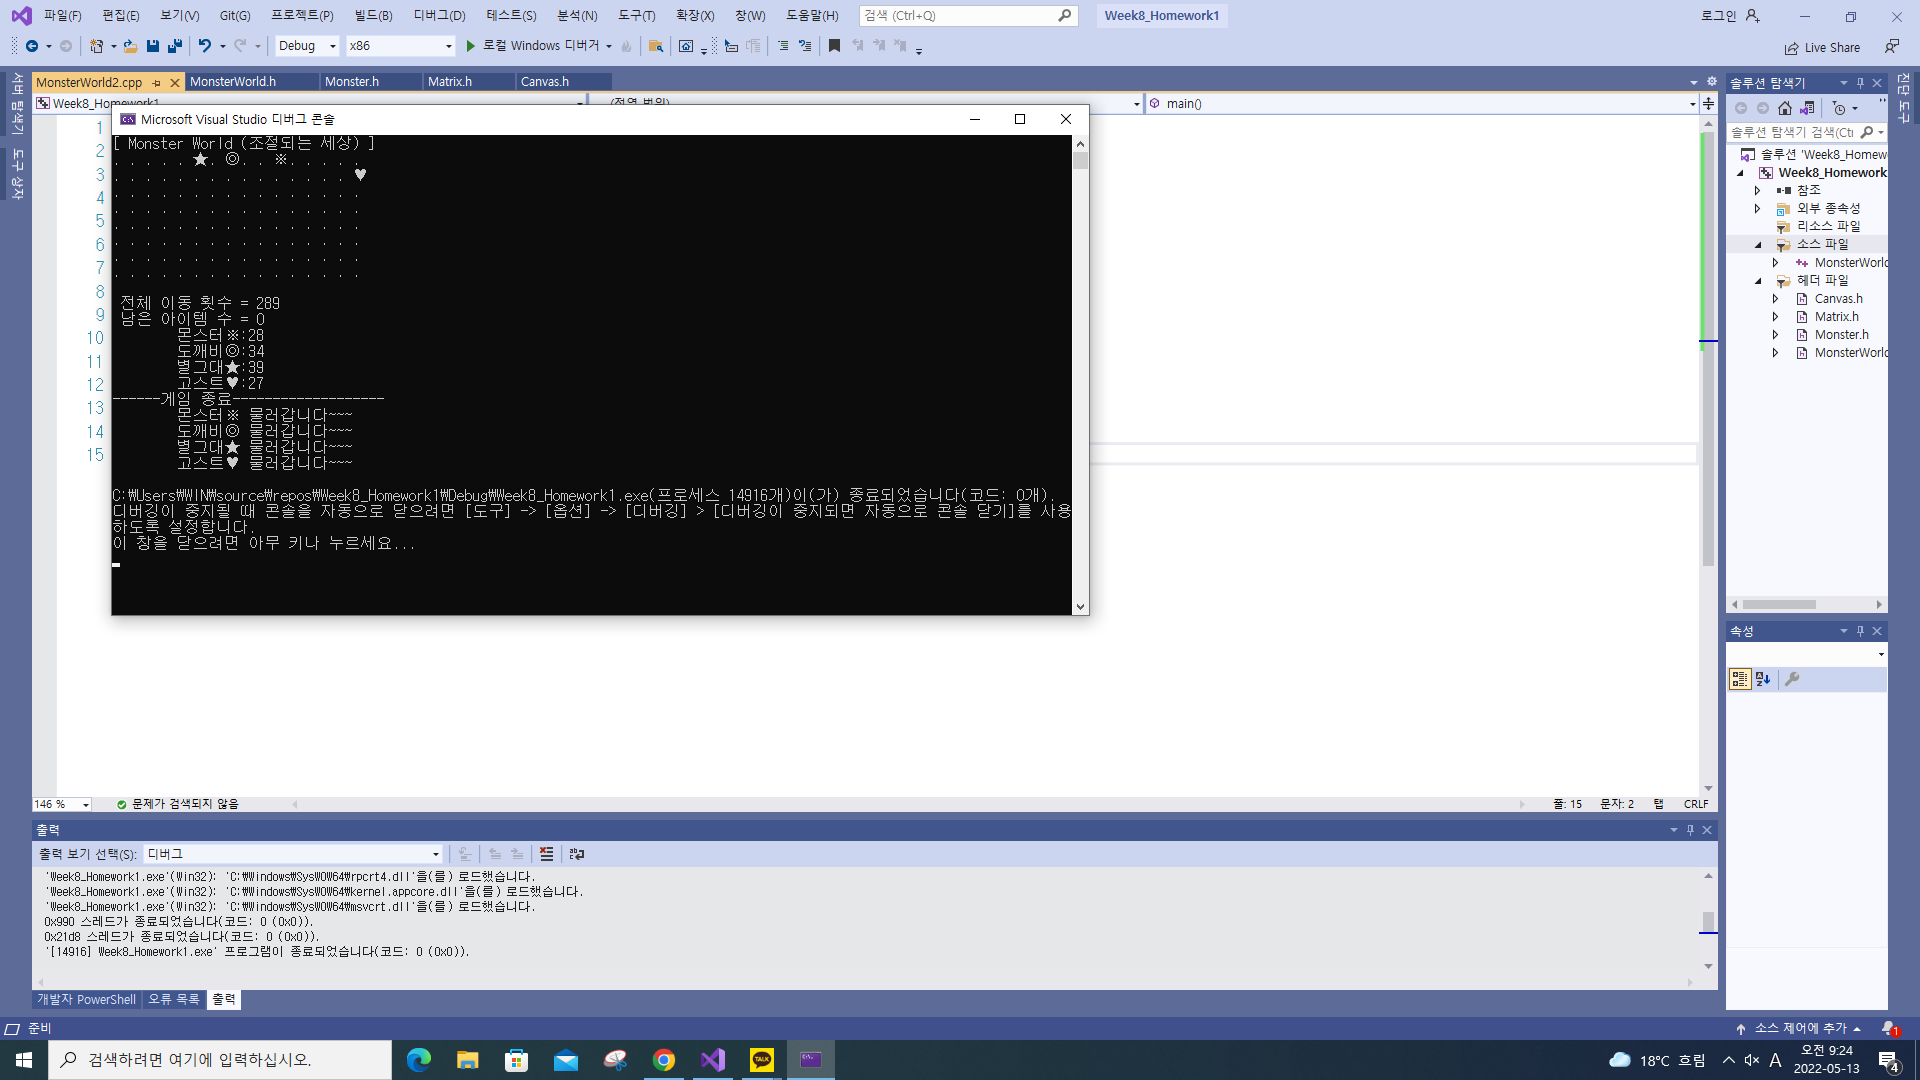 파일(F) 편집(E) 보기(V) Git(G) 프로젝트(P) 빌드(B) 디버그(D) 테스트(S) 분석(N) 도구(T) 확장(X) 창(W) 도움말(H) 검색 (Ctrl+Q) Week8_Homework1 로그인
Debug x86 로컬 Windows 디버거 Live Share
서버 탐색기
도구 상자
진단 도구
MonsterWorld2.cpp MonsterWorld.h Monster.h Matrix.h Canvas.h
Week8_Homework1 (전역 범위) main()
1
2
3
4
5
6
7
8
9
10
11
12
13
14
15
Microsoft Visual Studio 디버그 콘솔
[ Monster World (조절되는 세상) ]
. . . . . ★. ◎. . ※. . . . .
. . . . . . . . . . . . . . . ♥
. . . . . . . . . . . . . . . .
. . . . . . . . . . . . . . . .
. . . . . . . . . . . . . . . .
. . . . . . . . . . . . . . . .
. . . . . . . . . . . . . . . .
. . . . . . . . . . . . . . . .
전체 이동 횟수 = 289
남은 아이템 수 = 0
몬스터※:28
도깨비◎:34
별그대★:39
고스트♥:27
------게임 종료-------------------
몬스터※ 물러갑니다~~~
도깨비◎ 물러갑니다~~~
별그대★ 물러갑니다~~~
고스트♥ 물러갑니다~~~
C:₩Users₩WIN₩source₩repos₩Week8_Homework1₩Debug₩Week8_Homework1.exe(프로세스 14916개)이(가) 종료되었습니다(코드: 0개).
디버깅이 중지될 때 콘솔을 자동으로 닫으려면 [도구] -> [옵션] -> [디버깅] > [디버깅이 중지되면 자동으로 콘솔 닫기]를 사용
하도록 설정합니다.
이 창을 닫으려면 아무 키나 누르세요...
솔루션 탐색기
솔루션 탐색기 검색(Ct
솔루션 'Week8_Homew
Week8_Homework
참조
외부 종속성
리소스 파일
소스 파일
MonsterWorld
헤더 파일
Canvas.h
Matrix.h
Monster.h
MonsterWorld
속성
146 % 문제가 검색되지 않음 줄: 15 문자: 2 탭 CRLF
출력
출력 보기 선택(S): 디버그
'Week8_Homework1.exe'(Win32): 'C:₩Windows₩SysWOW64₩rpcrt4.dll'을(를) 로드했습니다.
'Week8_Homework1.exe'(Win32): 'C:₩Windows₩SysWOW64₩kernel.appcore.dll'을(를) 로드했습니다.
'Week8_Homework1.exe'(Win32): 'C:₩Windows₩SysWOW64₩msvcrt.dll'을(를) 로드했습니다.
0x990 스레드가 종료되었습니다(코드: 0 (0x0)).
0x21d8 스레드가 종료되었습니다(코드: 0 (0x0)).
'[14916] Week8_Homework1.exe' 프로그램이 종료되었습니다(코드: 0 (0x0)).
개발자 PowerShell 오류 목록 출력
준비 소스 제어에 추가 1
검색하려면 여기에 입력하십시오. TALK 18°C 흐림 A 오전 9:24
2022-05-13 4